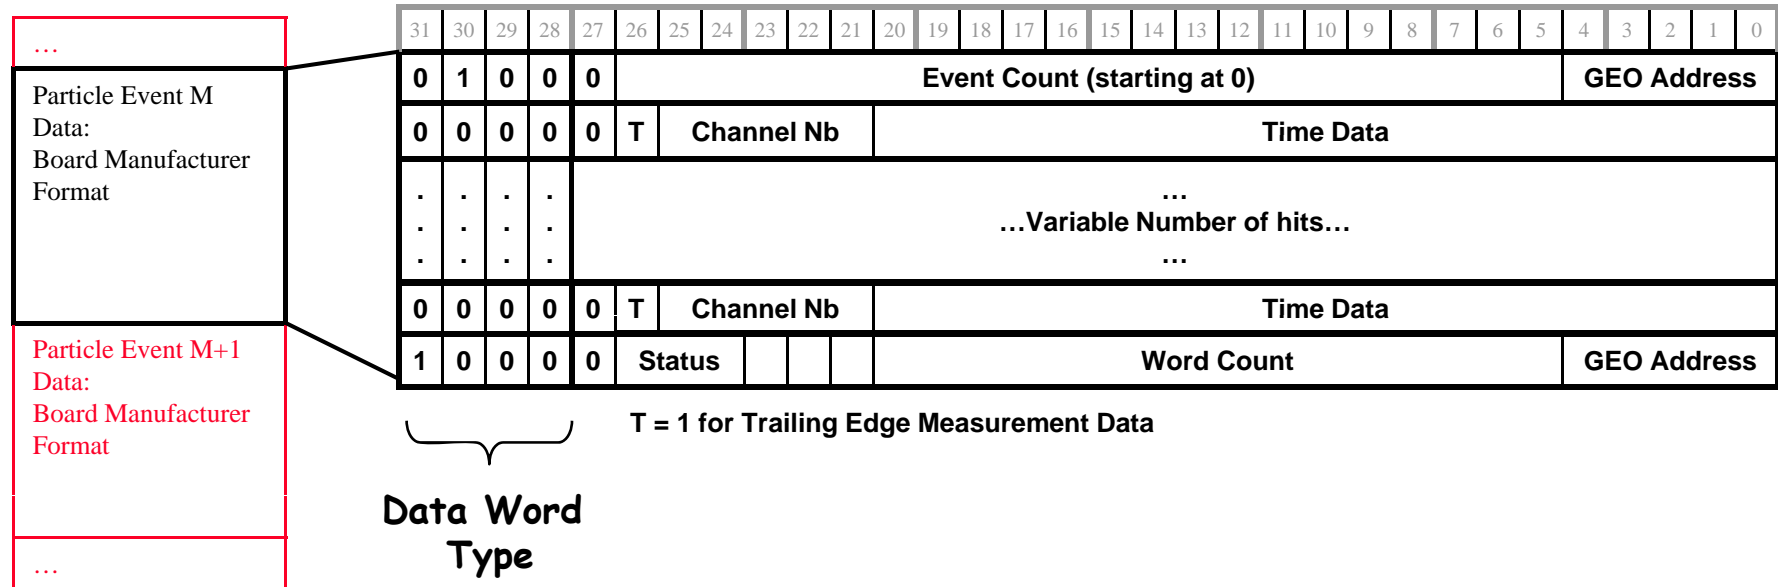 …
Particle Event M
Data:
Board Manufacturer
Format
Particle Event M+1
Data:
Board Manufacturer
Format
…
31 30 29 28 27 26 25 24 23 22 21 20 19 18 17 16 15 14 13 12 11 10 9 8 7 6 5 4 3 2 1 0
0 1 0 0 0 Event Count (starting at 0) GEO Address
0 0 0 0 0 T Channel Nb Time Data
. . . . …
. . . . …Variable Number of hits…
. . . . …
0 0 0 0 0 T Channel Nb Time Data
1 0 0 0 0 Status Word Count GEO Address
T = 1 for Trailing Edge Measurement Data
Data Word
Type